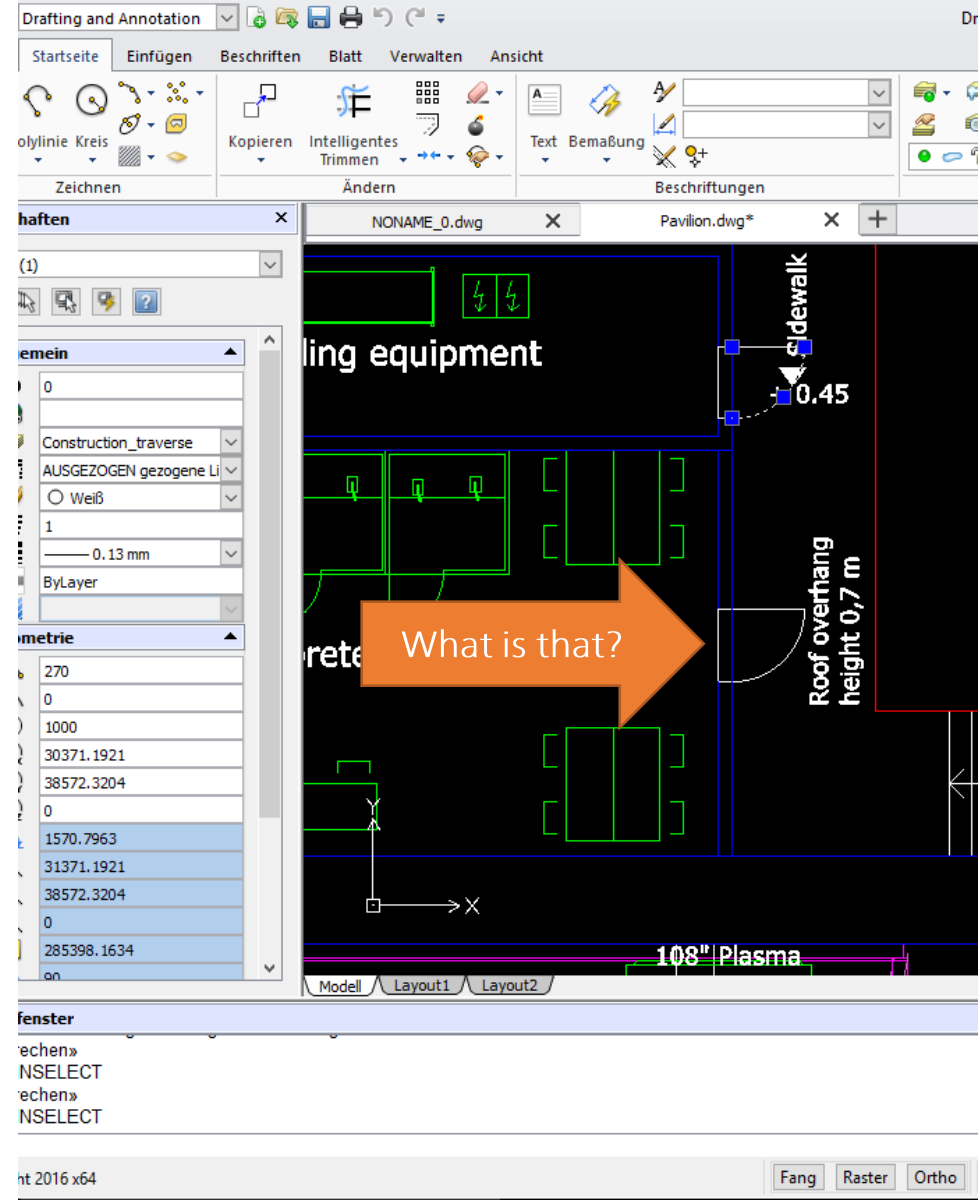 Drafting and Annotation
Dr
Startseite Einfügen Beschriften Blatt Verwalten Ansicht
olylinie Kreis
Kopieren
Intelligentes
Trimmen
Text Bemaßung
Zeichnen
Ändern
Beschriftungen
haften
NONAME_0.dwg
Pavilion.dwg*
(1)
emein
0
Construction_traverse
AUSGEZOGEN gezogene Li
Weiß
1
0.13 mm
ByLayer
ometrie
270
0
1000
30371.1921
38572.3204
0
1570.7963
31371.1921
38572.3204
0
285398.1634
90
ling equipment
Sidewalk
0.45
What is that?
rete
Roof overhang
height 0,7 m
Y
X
108" Plasma
Modell Layout1 Layout2
fenster
echen»
NSELECT
echen»
NSELECT
ht 2016 x64
Fang Raster Ortho